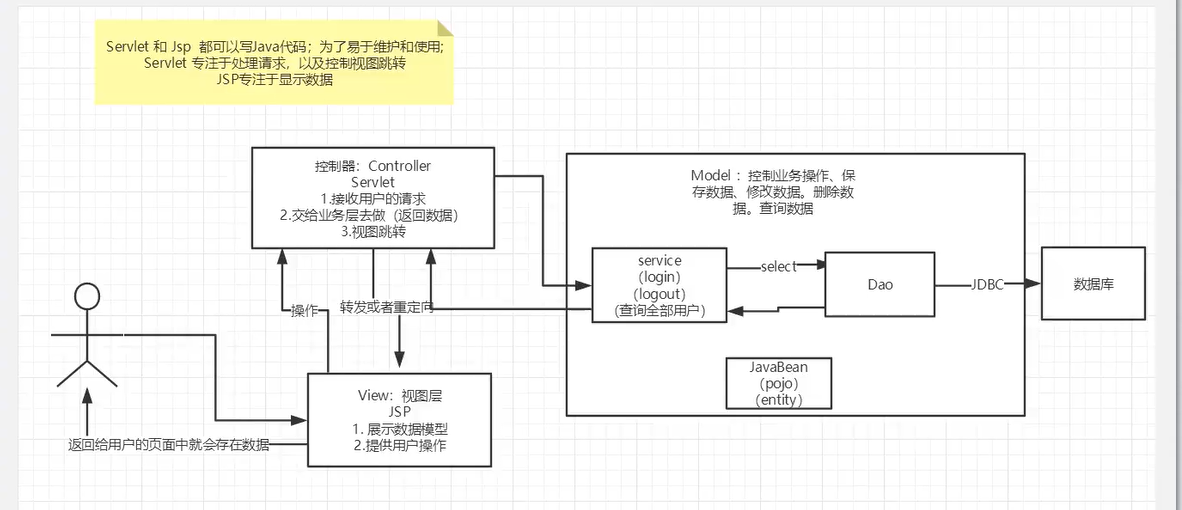 Servlet 和 Jsp 都可以写Java代码；为了易于维护和使用;
Servlet 专注于处理请求，以及控制视图跳转
JSP专注于显示数据
控制器：Controller
Servlet
1.接收用户的请求
2.交给业务层去做（返回数据）
3.视图跳转
Model ：控制业务操作、保
存数据、修改数据。删除数
据。查询数据
service
（login）
（logout）
（查询全部用户）
select
Dao
JDBC
数据库
操作
转发或者重定向
JavaBean
（pojo）
（entity）
View：视图层
JSP
1. 展示数据模型
2.提供用户操作
返回给用户的页面中就会存在数据